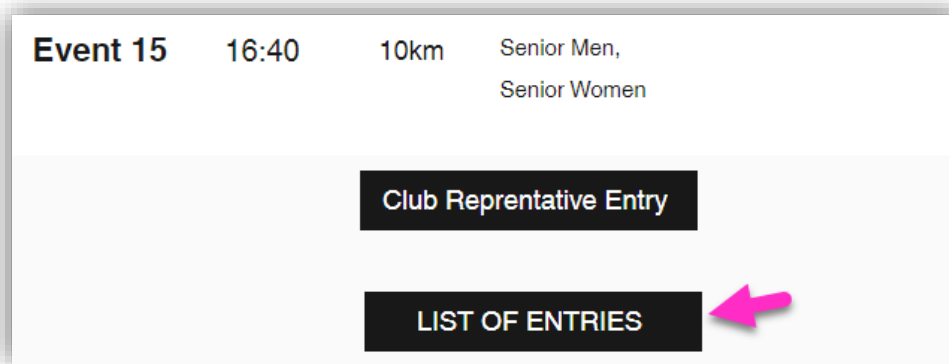 Event 15 16:40 10km Senior Men,
Senior Women
Club Reprentative Entry
LIST OF ENTRIES